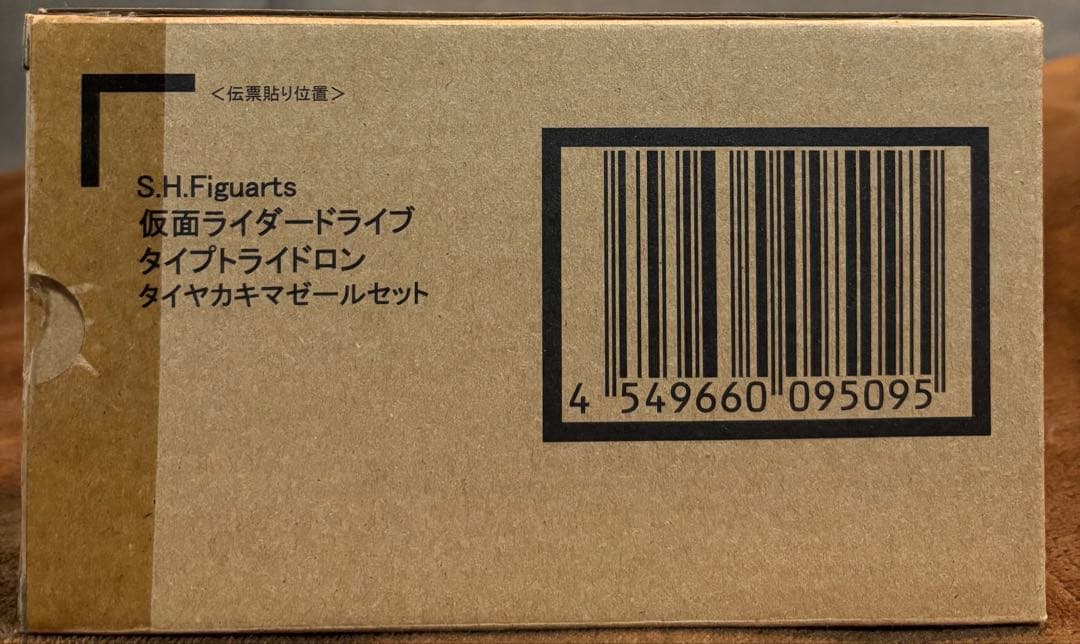 ＜伝票貼り位置＞
S.H.Figuarts
仮面ライダードライブ
タイプトライドロン
タイヤカキマゼールセット
4 549660 095095